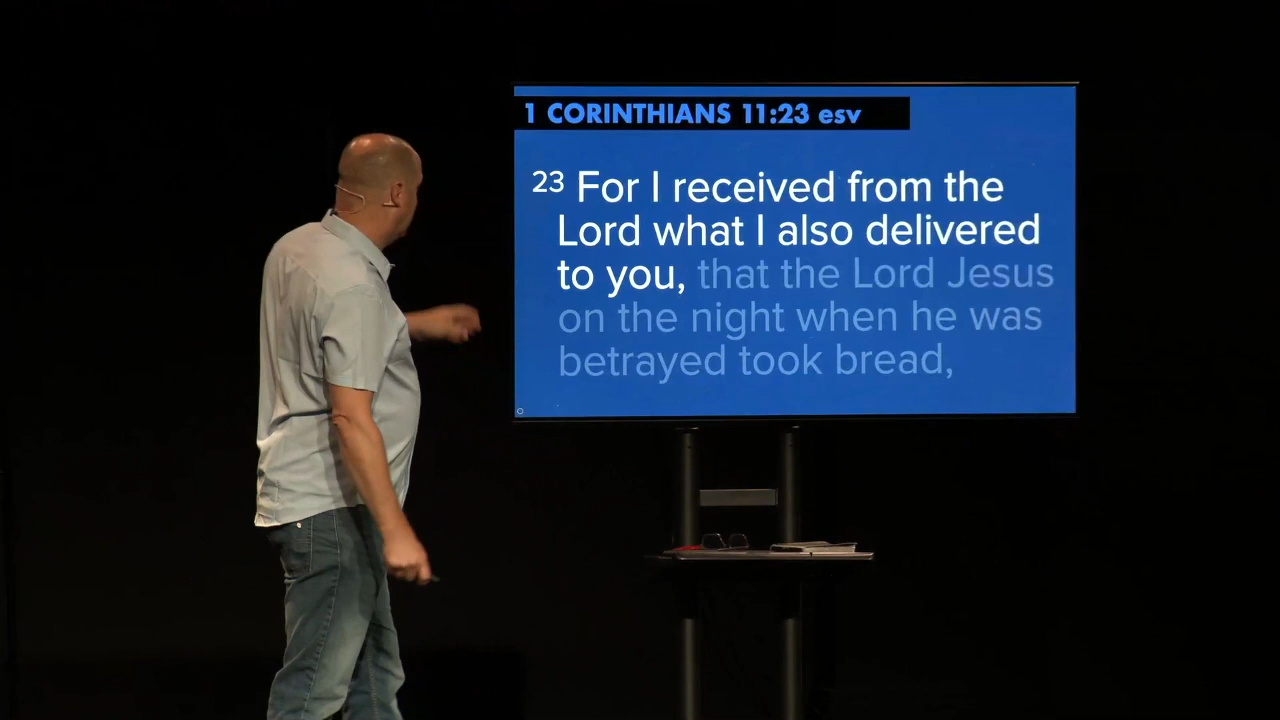 1 CORINTHIANS 11:23 esv
23 For I received from the
Lord what I also delivered
to you, that the Lord Jesus
on the night when he was
betrayed took bread,